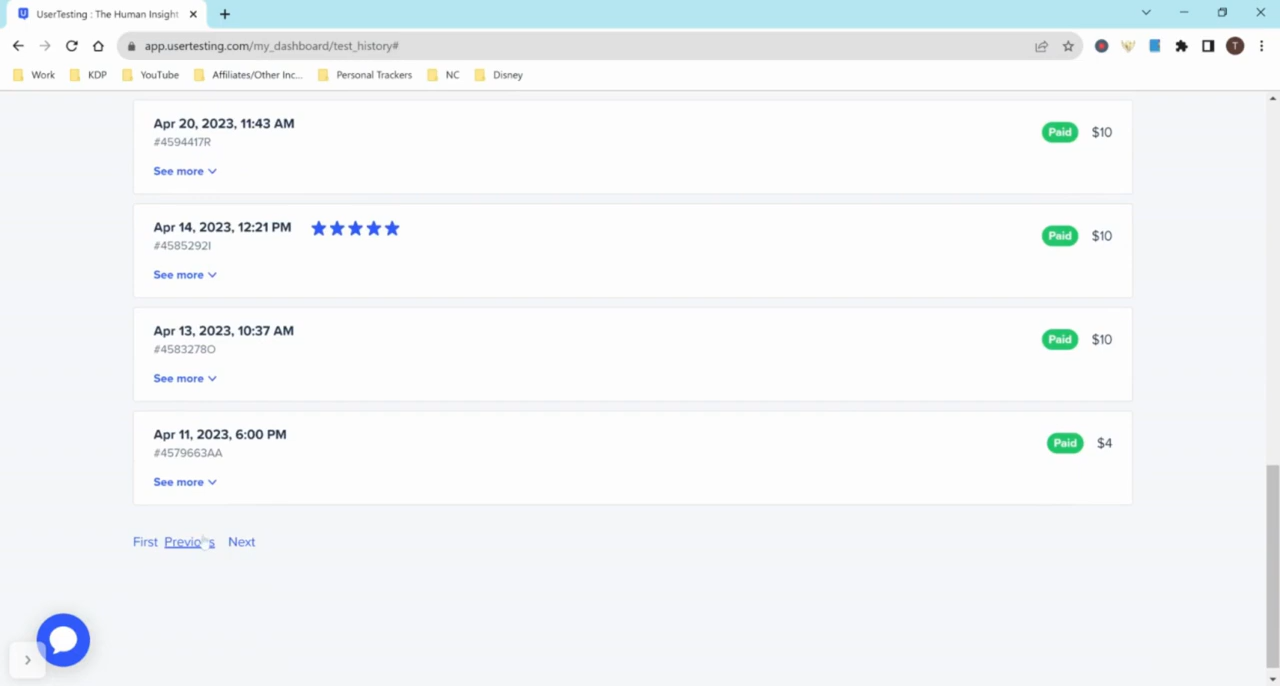 UserTesting : The Human Insight
app.usertesting.com/my_dashboard/test_history#
T
Work KDP YouTube Affiliates/Other Inc... Personal Trackers NC Disney
Apr 20, 2023, 11:43 AM
#4594417R
Paid $10
See more
Apr 14, 2023, 12:21 PM
#4585292I
Paid $10
See more
Apr 13, 2023, 10:37 AM
#4583278O
Paid $10
See more
Apr 11, 2023, 6:00 PM
#4579663AA
Paid $4
See more
First Previous Next